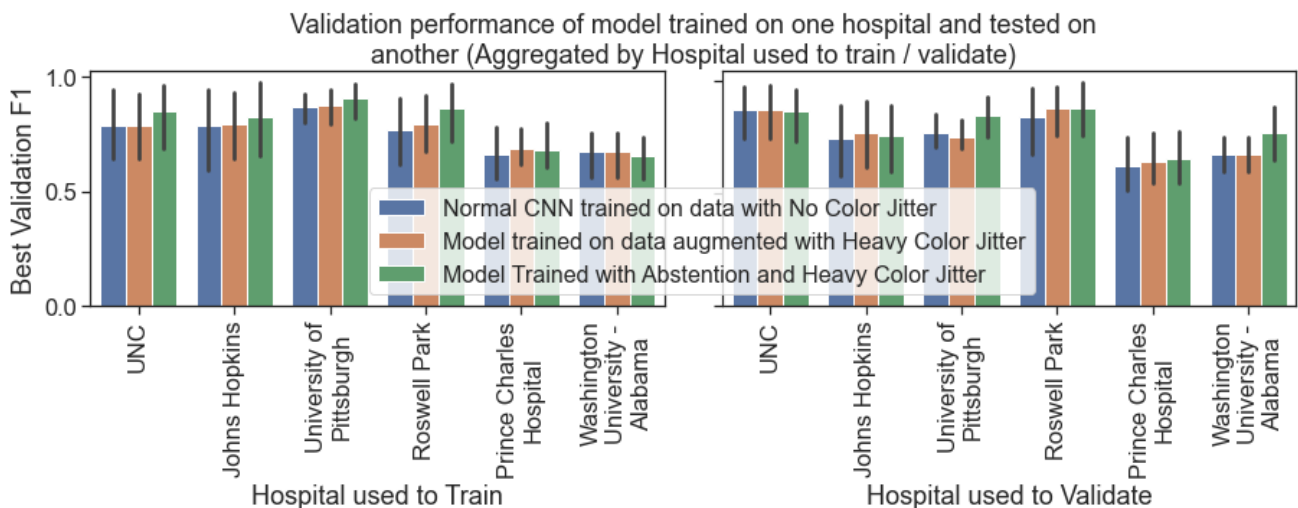 Validation performance of model trained on one hospital and tested on
another (Aggregated by Hospital used to train / validate)
Best Validation F1
1.0
0.5
0.0
Normal CNN trained on data with No Color Jitter
Model trained on data augmented with Heavy Color Jitter
Model Trained with Abstention and Heavy Color Jitter
UNC
Johns Hopkins
University of
Pittsburgh
Roswell Park
Prince Charles
Hospital
Washington
University -
Alabama
Hospital used to Train
UNC
Johns Hopkins
University of
Pittsburgh
Roswell Park
Prince Charles
Hospital
Washington
University -
Alabama
Hospital used to Validate